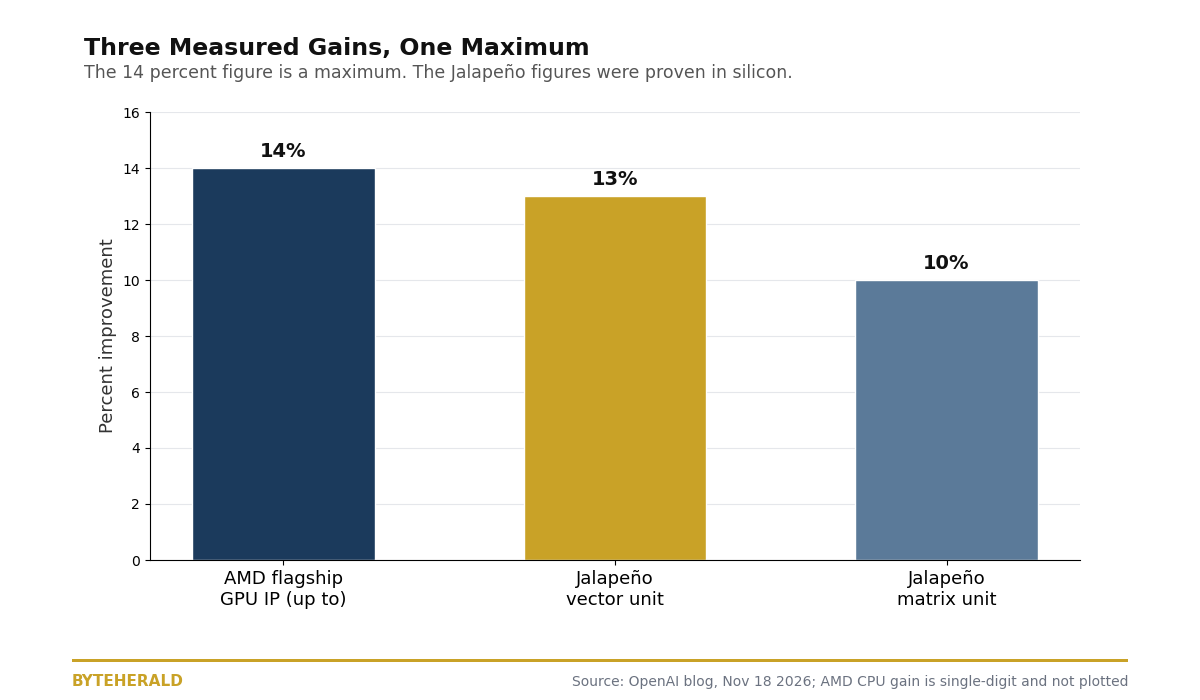 Three Measured Gains, One Maximum
The 14 percent figure is a maximum. The Jalapeño figures were proven in silicon.
Percent improvement
16
14
12
10
8
6
4
2
0
14%
13%
10%
AMD flagship
GPU IP (up to)
Jalapeño
vector unit
Jalapeño
matrix unit
BYTEHERALD
Source: OpenAI blog, Nov 18 2026; AMD CPU gain is single-digit and not plotted